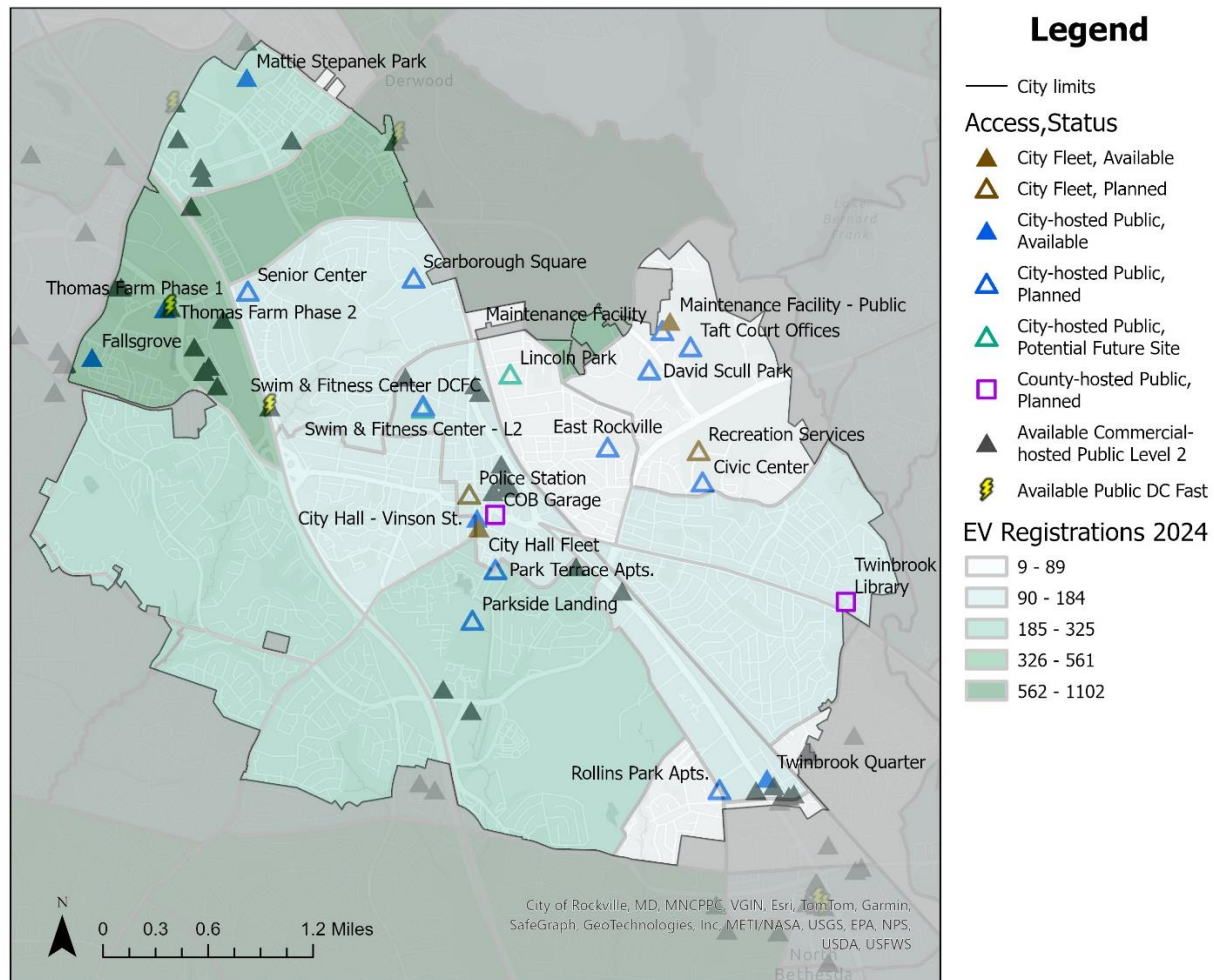 Mattie Stepanek Park
Derwood
Lake
Bernard
Frank
Senior Center
Scarborough Square
Thomas Farm Phase 1
Thomas Farm Phase 2
Fallsgrove
Maintenance Facility
Maintenance Facility - Public
Taft Court Offices
Lincoln Park
David Scull Park
Swim & Fitness Center DCFC
Swim & Fitness Center - L2
East Rockville
Recreation Services
Civic Center
Police Station
COB Garage
City Hall - Vinson St.
City Hall Fleet
Park Terrace Apts.
Parkside Landing
Twinbrook
Library
Rollins Park Apts.
Twinbrook Quarter
N
0 0.3 0.6 1.2 Miles
City of Rockville, MD, MNCPPC, VGIN, Esri, TomTom, Garmin,
SafeGraph, GeoTechnologies, Inc, METI/NASA, USGS, EPA, NPS,
USDA, USFWS
North
Bethesda
Legend
City limits
Access,Status
City Fleet, Available
City Fleet, Planned
City-hosted Public,
Available
City-hosted Public,
Planned
City-hosted Public,
Potential Future Site
County-hosted Public,
Planned
Available Commercial-
hosted Public Level 2
Available Public DC Fast
EV Registrations 2024
9 - 89
90 - 184
185 - 325
326 - 561
562 - 1102